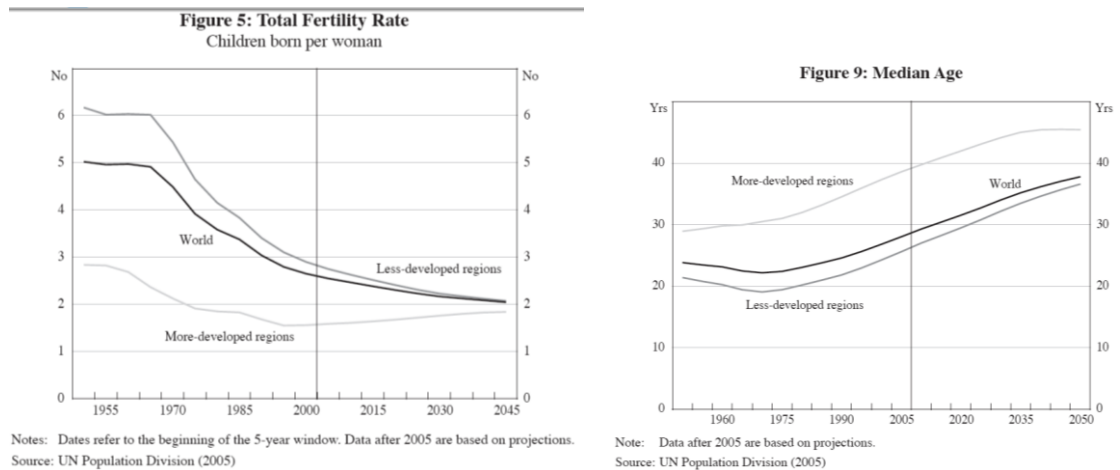 Figure 5: Total Fertility Rate
Children born per woman
No No
6 6
5 5
4 4
World
3 3
Less-developed regions
2 2
More-developed regions
1 1
0 0
1955 1970 1985 2000 2015 2030 2045
Notes: Dates refer to the beginning of the 5-year window. Data after 2005 are based on projections.
Source: UN Population Division (2005)
Figure 9: Median Age
Yrs Yrs
40 40
More-developed regions
World
30 30
20 20
Less-developed regions
10 10
0 0
1960 1975 1990 2005 2020 2035 2050
Note: Data after 2005 are based on projections.
Source: UN Population Division (2005)